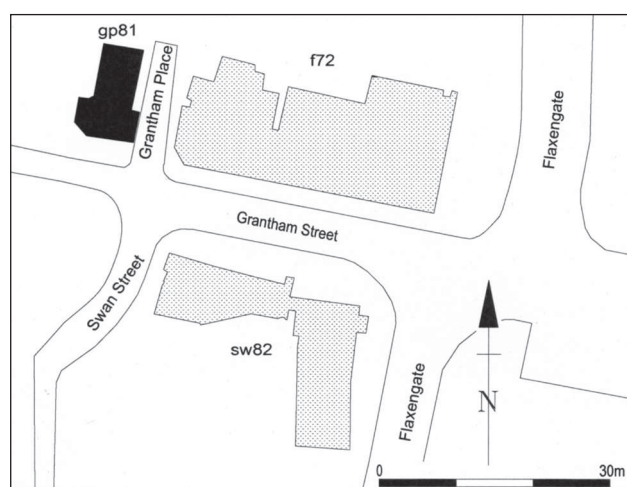 gp81
f72
Grantham Place
Flaxengate
Grantham Street
Swan Street
sw82
Flaxengate
N
0
30m